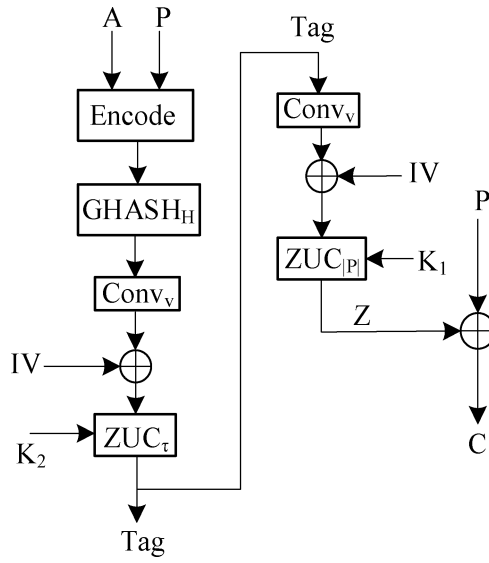 A P
Encode
GHASH_H
Conv_v
IV
ZUC_τ
K_2
Tag
Tag
Conv_v
IV
ZUC_|P|
K_1
Z
P
C